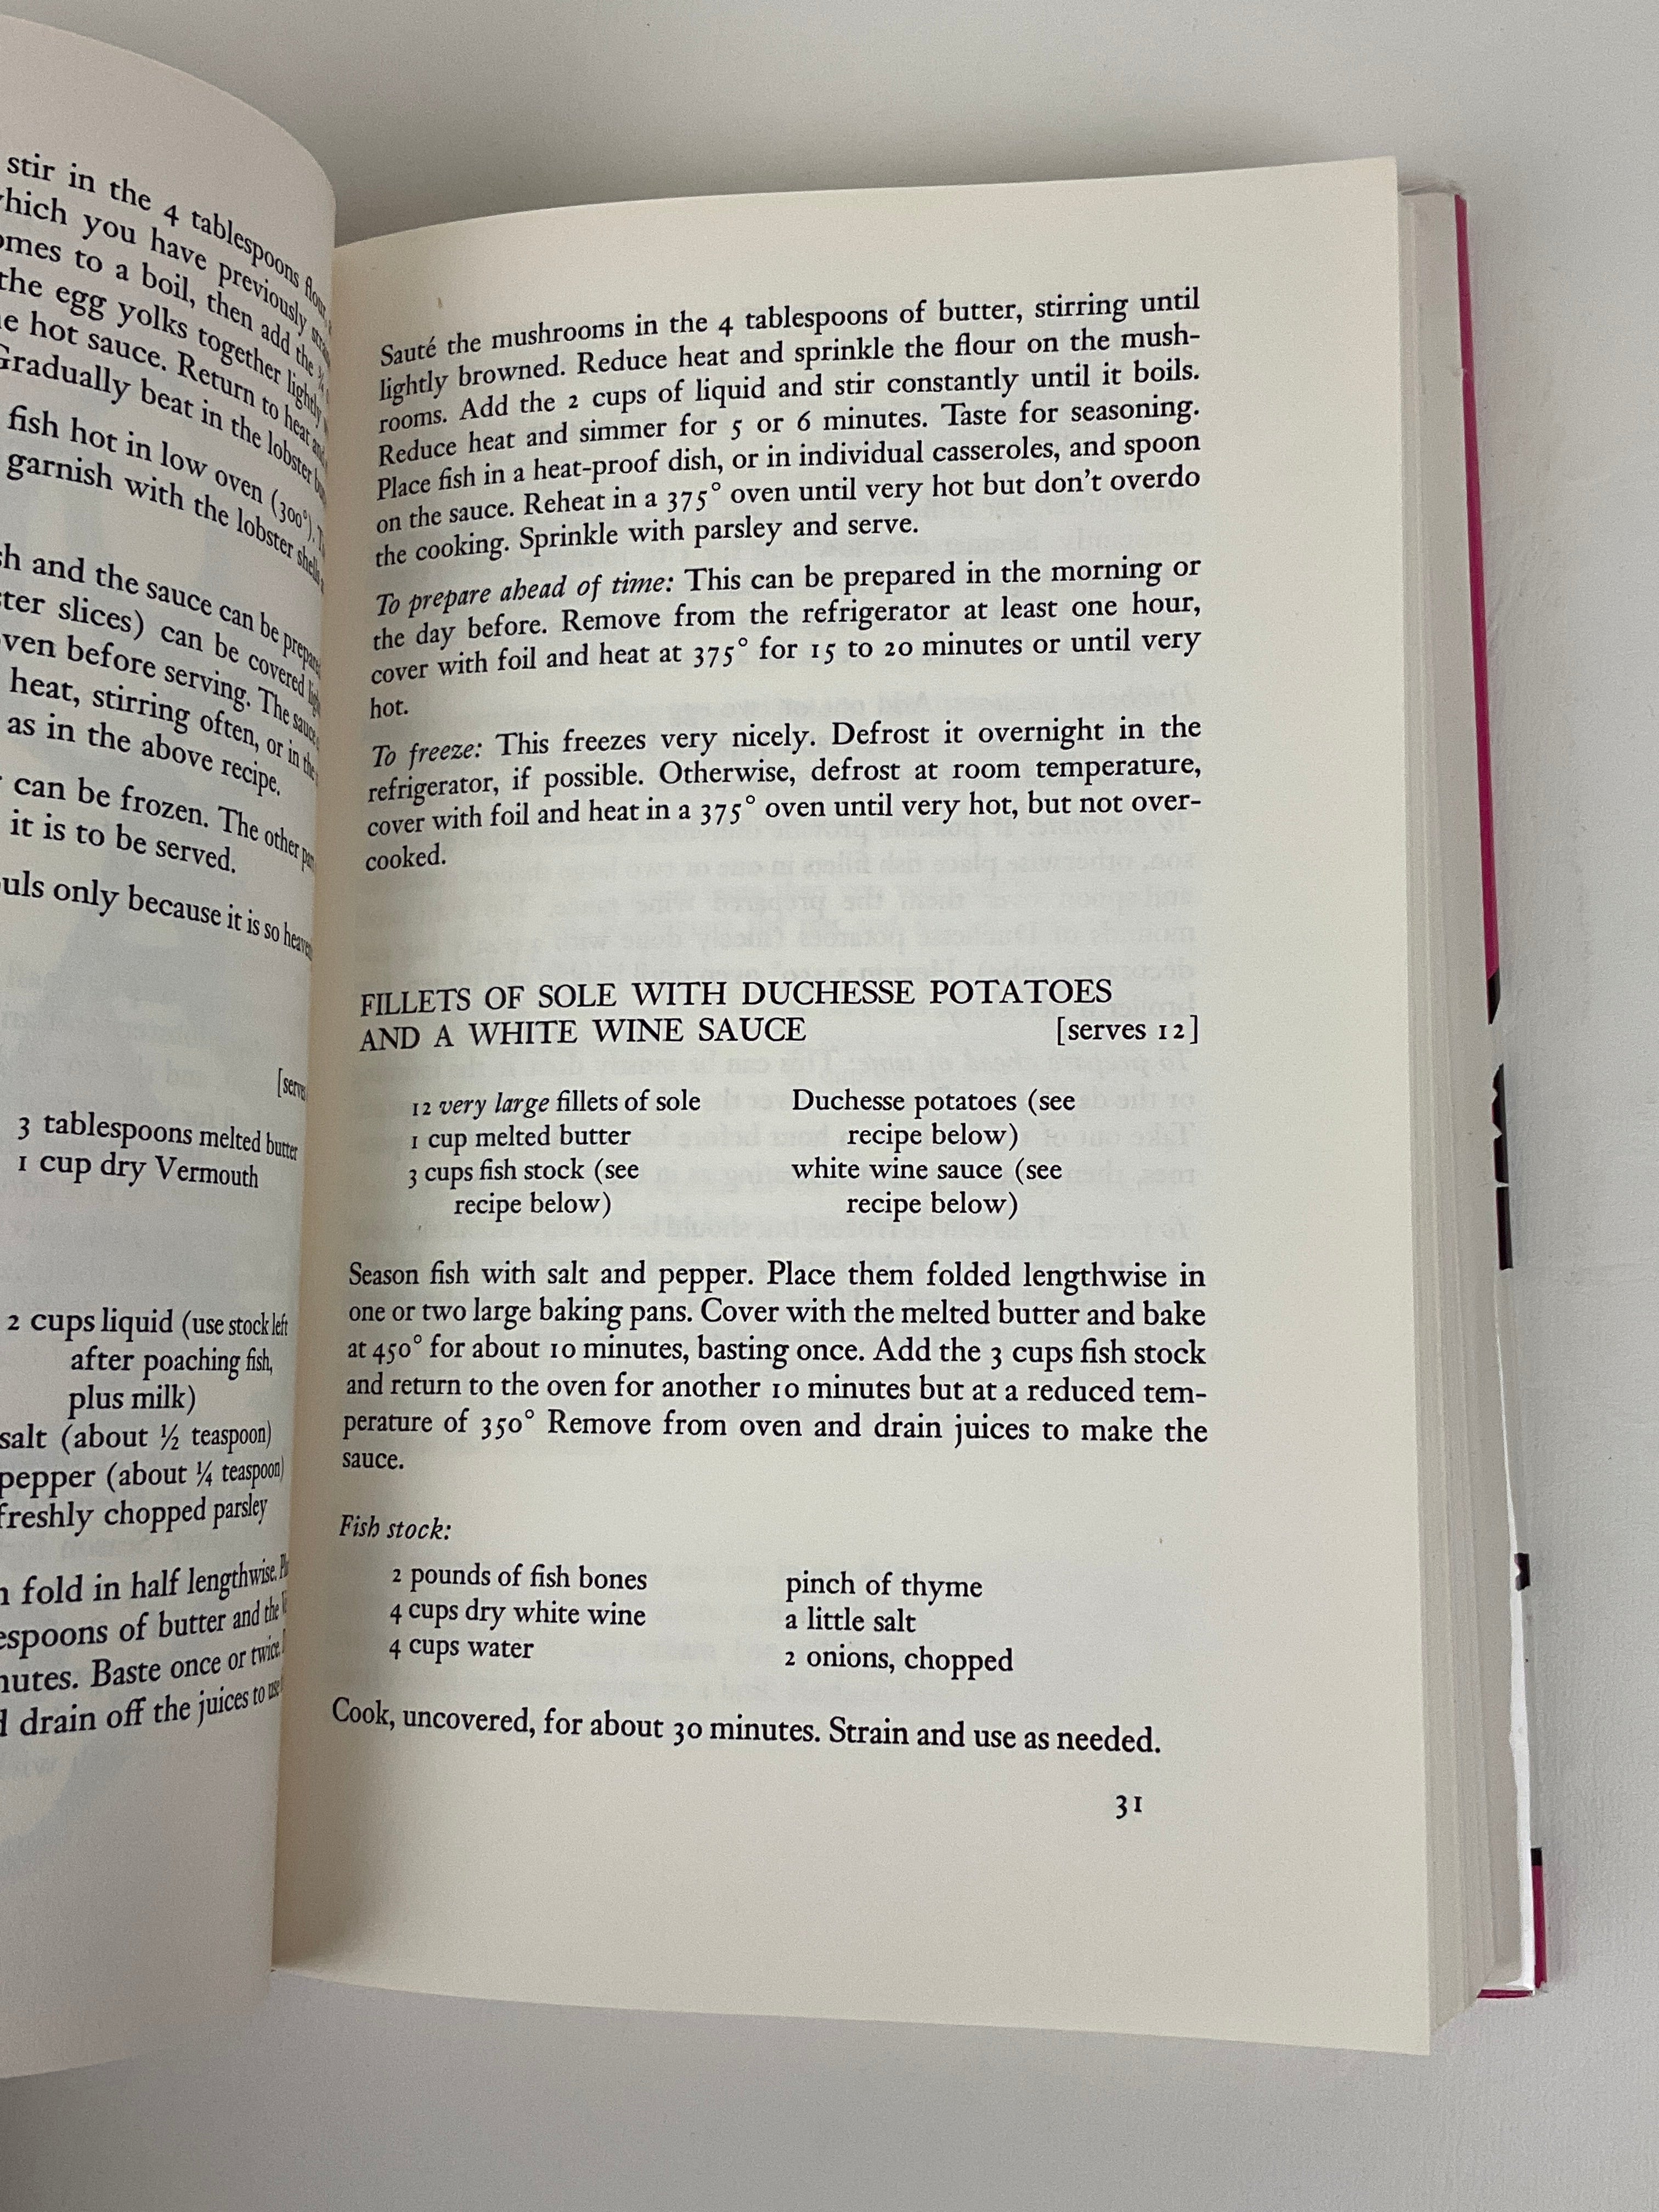 stir in the 4 tablespoons flour,
which you have previously
omes to a boil, then add the ¾
the egg yolks together lightly
e hot sauce. Return to heat and
Gradually beat in the lobster
fish hot in low oven (300°).
garnish with the lobster shells
sh and the sauce can be prepared
ster slices) can be covered
ven before serving. The sauce
heat, stirring often, or in the
as in the above recipe.
can be frozen. The other
it is to be served.
uls only because it is so
[serves
3 tablespoons melted butter
1 cup dry Vermouth
2 cups liquid (use stock left
after poaching fish,
plus milk)
salt (about ½ teaspoon)
pepper (about ¼ teaspoon)
freshly chopped parsley
n fold in half lengthwise.
espoons of butter and the
nutes. Baste once or twice.
d drain off the juices to use
Sauté the mushrooms in the 4 tablespoons of butter, stirring until
lightly browned. Reduce heat and sprinkle the flour on the mush-
rooms. Add the 2 cups of liquid and stir constantly until it boils.
Reduce heat and simmer for 5 or 6 minutes. Taste for seasoning.
Place fish in a heat-proof dish, or in individual casseroles, and spoon
on the sauce. Reheat in a 375° oven until very hot but don't overdo
the cooking. Sprinkle with parsley and serve.
To prepare ahead of time: This can be prepared in the morning or
the day before. Remove from the refrigerator at least one hour,
cover with foil and heat at 375° for 15 to 20 minutes or until very
hot.
To freeze: This freezes very nicely. Defrost it overnight in the
refrigerator, if possible. Otherwise, defrost at room temperature,
cover with foil and heat in a 375° oven until very hot, but not over-
cooked.
FILLETS OF SOLE WITH DUCHESSE POTATOES
AND A WHITE WINE SAUCE [serves 12]
12 very large fillets of sole
1 cup melted butter
3 cups fish stock (see
recipe below)
Duchesse potatoes (see
recipe below)
white wine sauce (see
recipe below)
Season fish with salt and pepper. Place them folded lengthwise in
one or two large baking pans. Cover with the melted butter and bake
at 450° for about 10 minutes, basting once. Add the 3 cups fish stock
and return to the oven for another 10 minutes but at a reduced tem-
perature of 350° Remove from oven and drain juices to make the
sauce.
Fish stock:
2 pounds of fish bones
4 cups dry white wine
4 cups water
pinch of thyme
a little salt
2 onions, chopped
Cook, uncovered, for about 30 minutes. Strain and use as needed.
31